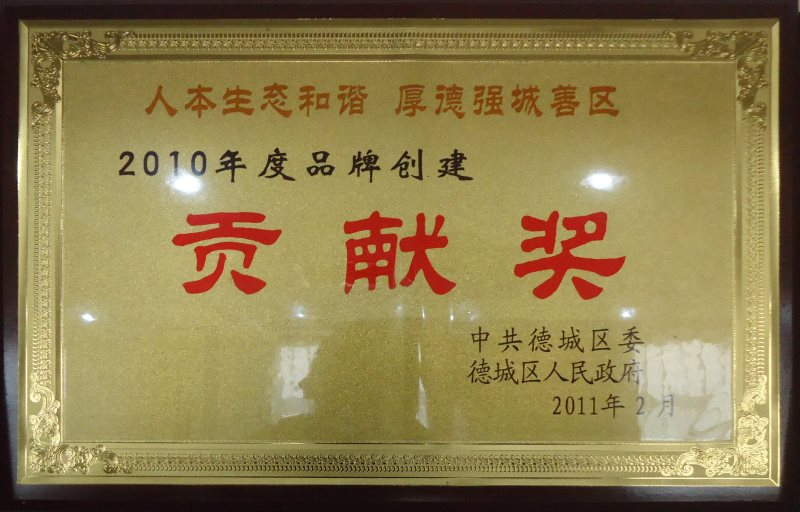 人本生态和谐 厚德强城善区
2010年度品牌创建
贡献奖
中共德城区委
德城区人民政府
2011年2月